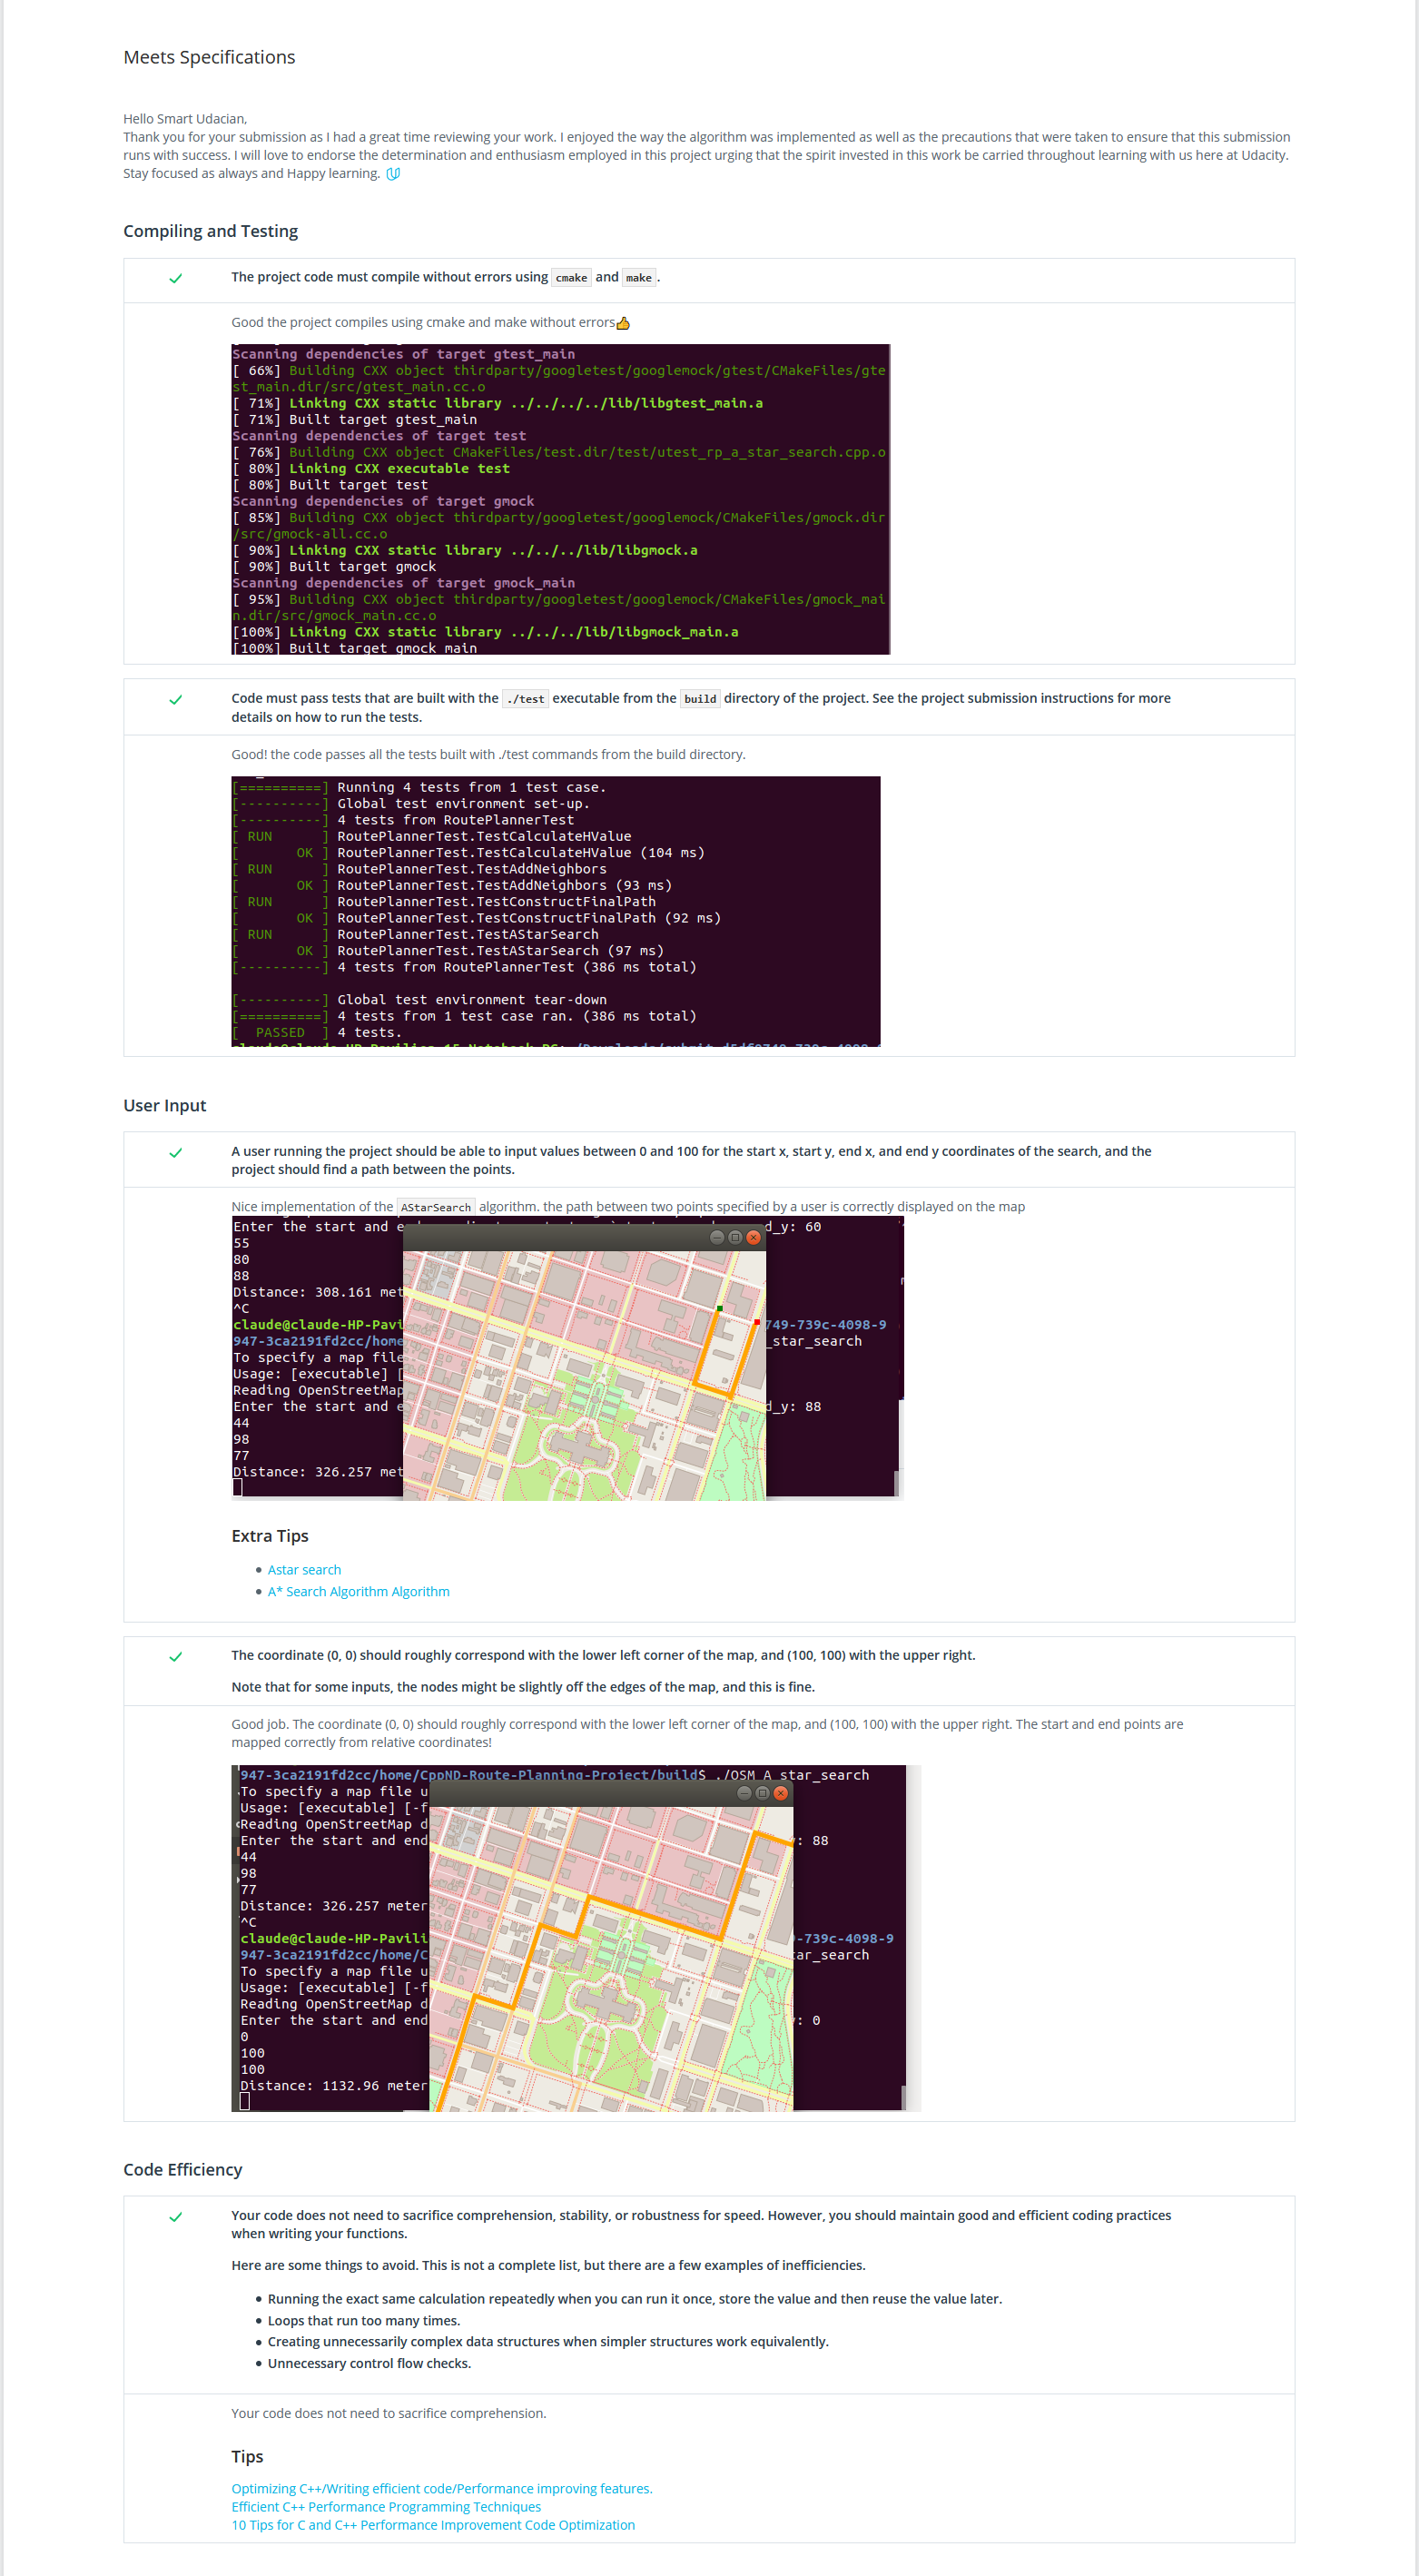 Meets Specifications
Hello Smart Udacian,
Thank you for your submission as I had a great time reviewing your work. I enjoyed the way the algorithm was implemented as well as the precautions that were taken to ensure that this submission
runs with success. I will love to endorse the determination and enthusiasm employed in this project urging that the spirit invested in this work be carried throughout learning with us here at Udacity.
Stay focused as always and Happy learning.
Compiling and Testing
The project code must compile without errors using cmake and make.
Good the project compiles using cmake and make without errors👍
Scanning dependencies of target gtest_main
[ 66%] Building CXX object thirdparty/googletest/googlemock/gtest/CMakeFiles/gte
st_main.dir/src/gtest_main.cc.o
[ 71%] Linking CXX static library ../../../../lib/libgtest_main.a
[ 71%] Built target gtest_main
Scanning dependencies of target test
[ 76%] Building CXX object CMakeFiles/test.dir/test/utest_rp_a_star_search.cpp.o
[ 80%] Linking CXX executable test
[ 80%] Built target test
Scanning dependencies of target gmock
[ 85%] Building CXX object thirdparty/googletest/googlemock/CMakeFiles/gmock.dir
/src/gmock-all.cc.o
[ 90%] Linking CXX static library ../../../lib/libgmock.a
[ 90%] Built target gmock
Scanning dependencies of target gmock_main
[ 95%] Building CXX object thirdparty/googletest/googlemock/CMakeFiles/gmock_mai
n.dir/src/gmock_main.cc.o
[100%] Linking CXX static library ../../../lib/libgmock_main.a
[100%] Built target gmock_main
Code must pass tests that are built with the ./test executable from the build directory of the project. See the project submission instructions for more
details on how to run the tests.
Good! the code passes all the tests built with ./test commands from the build directory.
[==========] Running 4 tests from 1 test case.
[----------] Global test environment set-up.
[----------] 4 tests from RoutePlannerTest
[ RUN      ] RoutePlannerTest.TestCalculateHValue
[       OK ] RoutePlannerTest.TestCalculateHValue (104 ms)
[ RUN      ] RoutePlannerTest.TestAddNeighbors
[       OK ] RoutePlannerTest.TestAddNeighbors (93 ms)
[ RUN      ] RoutePlannerTest.TestConstructFinalPath
[       OK ] RoutePlannerTest.TestConstructFinalPath (92 ms)
[ RUN      ] RoutePlannerTest.TestAStarSearch
[       OK ] RoutePlannerTest.TestAStarSearch (97 ms)
[----------] 4 tests from RoutePlannerTest (386 ms total)
[----------] Global test environment tear-down
[==========] 4 tests from 1 test case ran. (386 ms total)
[  PASSED  ] 4 tests.
User Input
A user running the project should be able to input values between 0 and 100 for the start x, start y, end x, and end y coordinates of the search, and the
project should find a path between the points.
Nice implementation of the AStarSearch algorithm. the path between two points specified by a user is correctly displayed on the map
Enter the start and e d_y: 60
55
80
88
Distance: 308.161 met
^C
claude@claude-HP-Pavi 749-739c-4098-9
947-3ca2191fd2cc/home _star_search
To specify a map file
Usage: [executable] [
Reading OpenStreetMap
Enter the start and e d_y: 88
44
98
77
Distance: 326.257 met
Extra Tips
Astar search
A* Search Algorithm Algorithm
The coordinate (0, 0) should roughly correspond with the lower left corner of the map, and (100, 100) with the upper right.
Note that for some inputs, the nodes might be slightly off the edges of the map, and this is fine.
Good job. The coordinate (0, 0) should roughly correspond with the lower left corner of the map, and (100, 100) with the upper right. The start and end points are
mapped correctly from relative coordinates!
947-3ca2191fd2cc/home/CppND-Route-Planning-Project/build$ ./OSM_A_star_search
To specify a map file u
Usage: [executable] [-f
Reading OpenStreetMap d
Enter the start and end : 88
44
98
77
Distance: 326.257 meter
^C
claude@claude-HP-Pavili -739c-4098-9
947-3ca2191fd2cc/home/C tar_search
To specify a map file u
Usage: [executable] [-f
Reading OpenStreetMap d
Enter the start and end : 0
0
100
100
Distance: 1132.96 meter
Code Efficiency
Your code does not need to sacrifice comprehension, stability, or robustness for speed. However, you should maintain good and efficient coding practices
when writing your functions.
Here are some things to avoid. This is not a complete list, but there are a few examples of inefficiencies.
Running the exact same calculation repeatedly when you can run it once, store the value and then reuse the value later.
Loops that run too many times.
Creating unnecessarily complex data structures when simpler structures work equivalently.
Unnecessary control flow checks.
Your code does not need to sacrifice comprehension.
Tips
Optimizing C++/Writing efficient code/Performance improving features.
Efficient C++ Performance Programming Techniques
10 Tips for C and C++ Performance Improvement Code Optimization